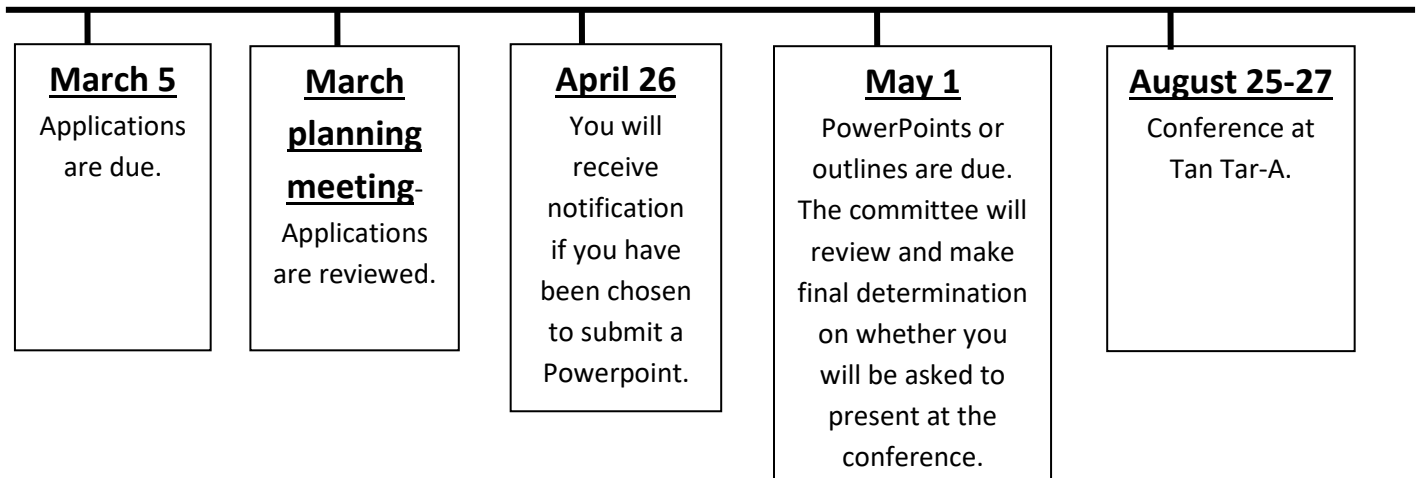 March 5
Applications
are due.
March
planning
meeting-
Applications
are reviewed.
April 26
You will
receive
notification
if you have
been chosen
to submit a
Powerpoint.
May 1
PowerPoints or
outlines are due.
The committee will
review and make
final determination
on whether you
will be asked to
present at the
conference.
August 25-27
Conference at
Tan Tar-A.